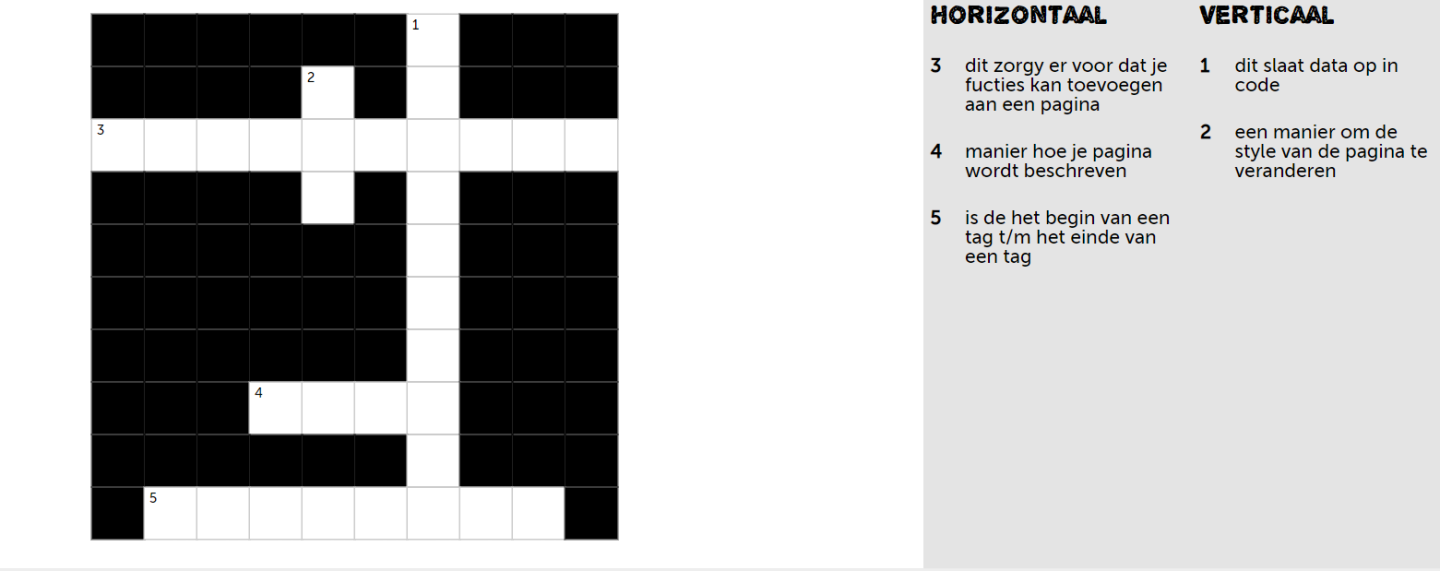 1
2
3
4
5
HORIZONTAAL
3 dit zorgy er voor dat je
fucties kan toevoegen
aan een pagina
4 manier hoe je pagina
wordt beschreven
5 is de het begin van een
tag t/m het einde van
een tag
VERTICAAL
1 dit slaat data op in
code
2 een manier om de
style van de pagina te
veranderen